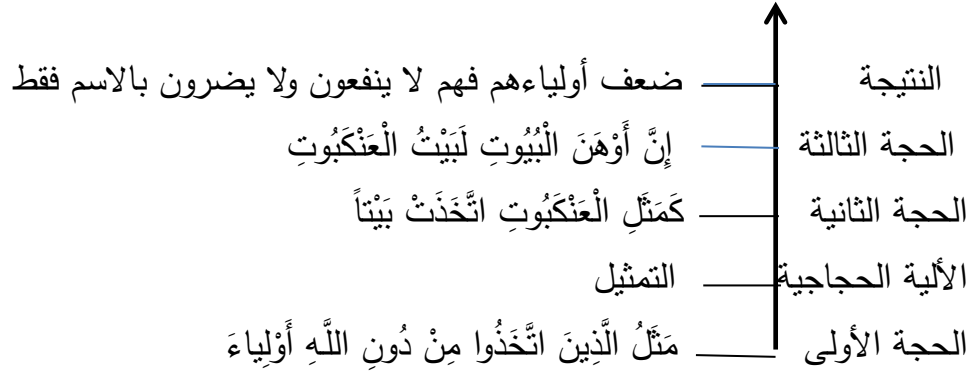 النتيجة ضعف أولياءهم فهم لا ينفعون ولا يضرون بالاسم فقط
الحجة الثالثة إِنَّ أَوْهَنَ الْبُيُوتِ لَبَيْتُ الْعَنْكَبُوتِ
الحجة الثانية كَمَثَلِ الْعَنْكَبُوتِ اتَّخَذَتْ بَيْتاً
الألية الحجاجية التمثيل
الحجة الأولى مَثَلُ الَّذِينَ اتَّخَذُوا مِنْ دُونِ اللَّهِ أَوْلِياءَ